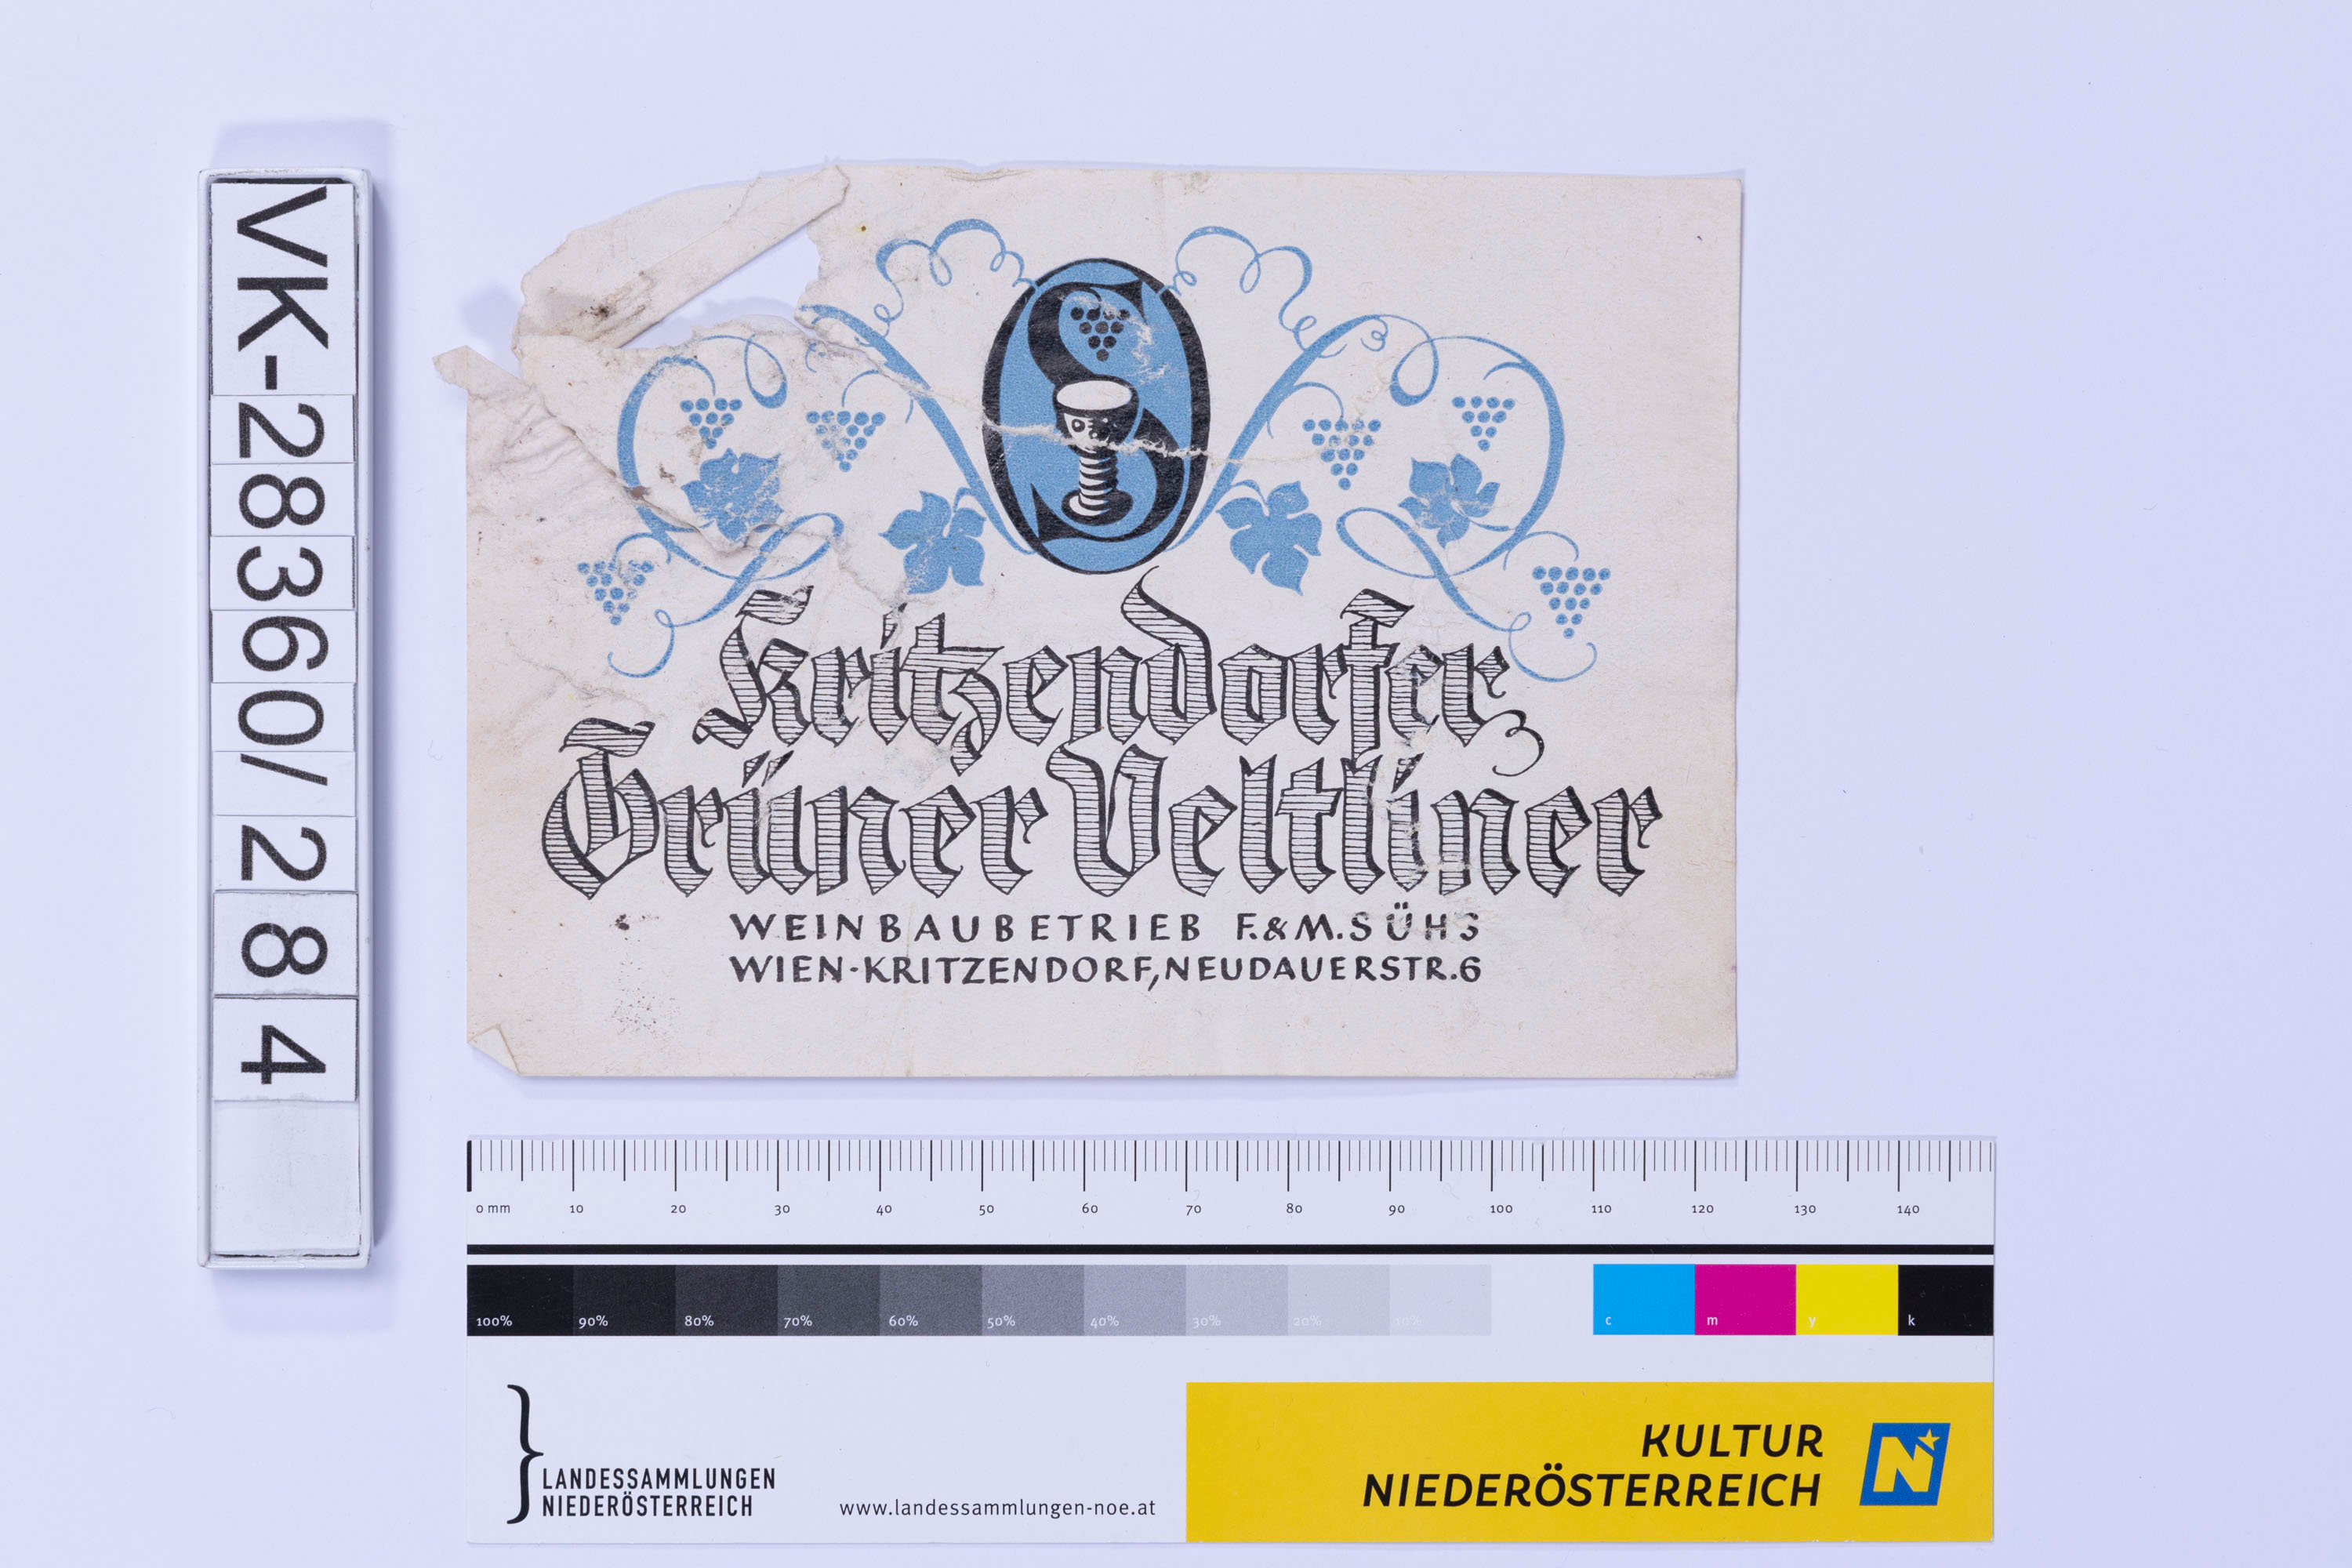 VK-28360/284
Kritzendorfer
Grüner Veltliner
WEINBAUBETRIEB F.&M.SÜHS
WIEN-KRITZENDORF, NEUDAUERSTR.6
0 mm 10 20 30 40 50 60 70 80 90 100 110 120 130 140
100% 90% 80% 70% 60% 50% 40% 30% 20% 10% c m y k
LANDESSAMMLUNGEN
NIEDERÖSTERREICH
www.landessammlungen-noe.at
KULTUR
NIEDERÖSTERREICH
N